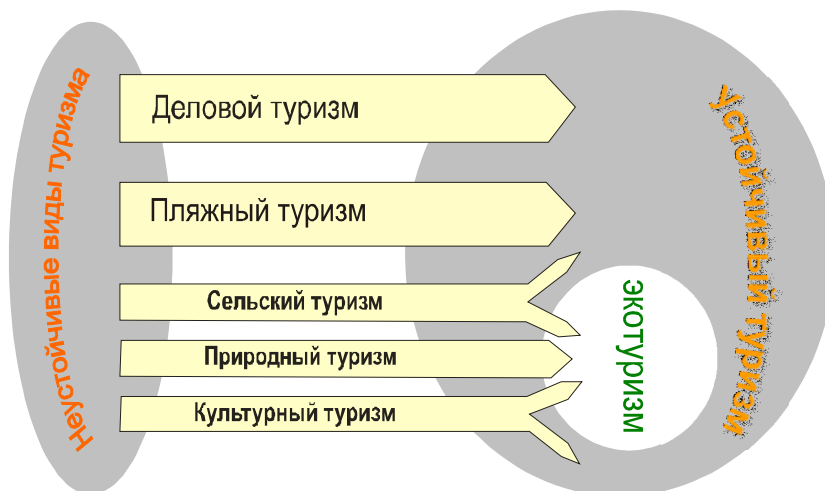 Неустойчивые виды туризма
Деловой туризм
Пляжный туризм
Сельский туризм
Природный туризм
Культурный туризм
экотуризм
Устойчивый туризм